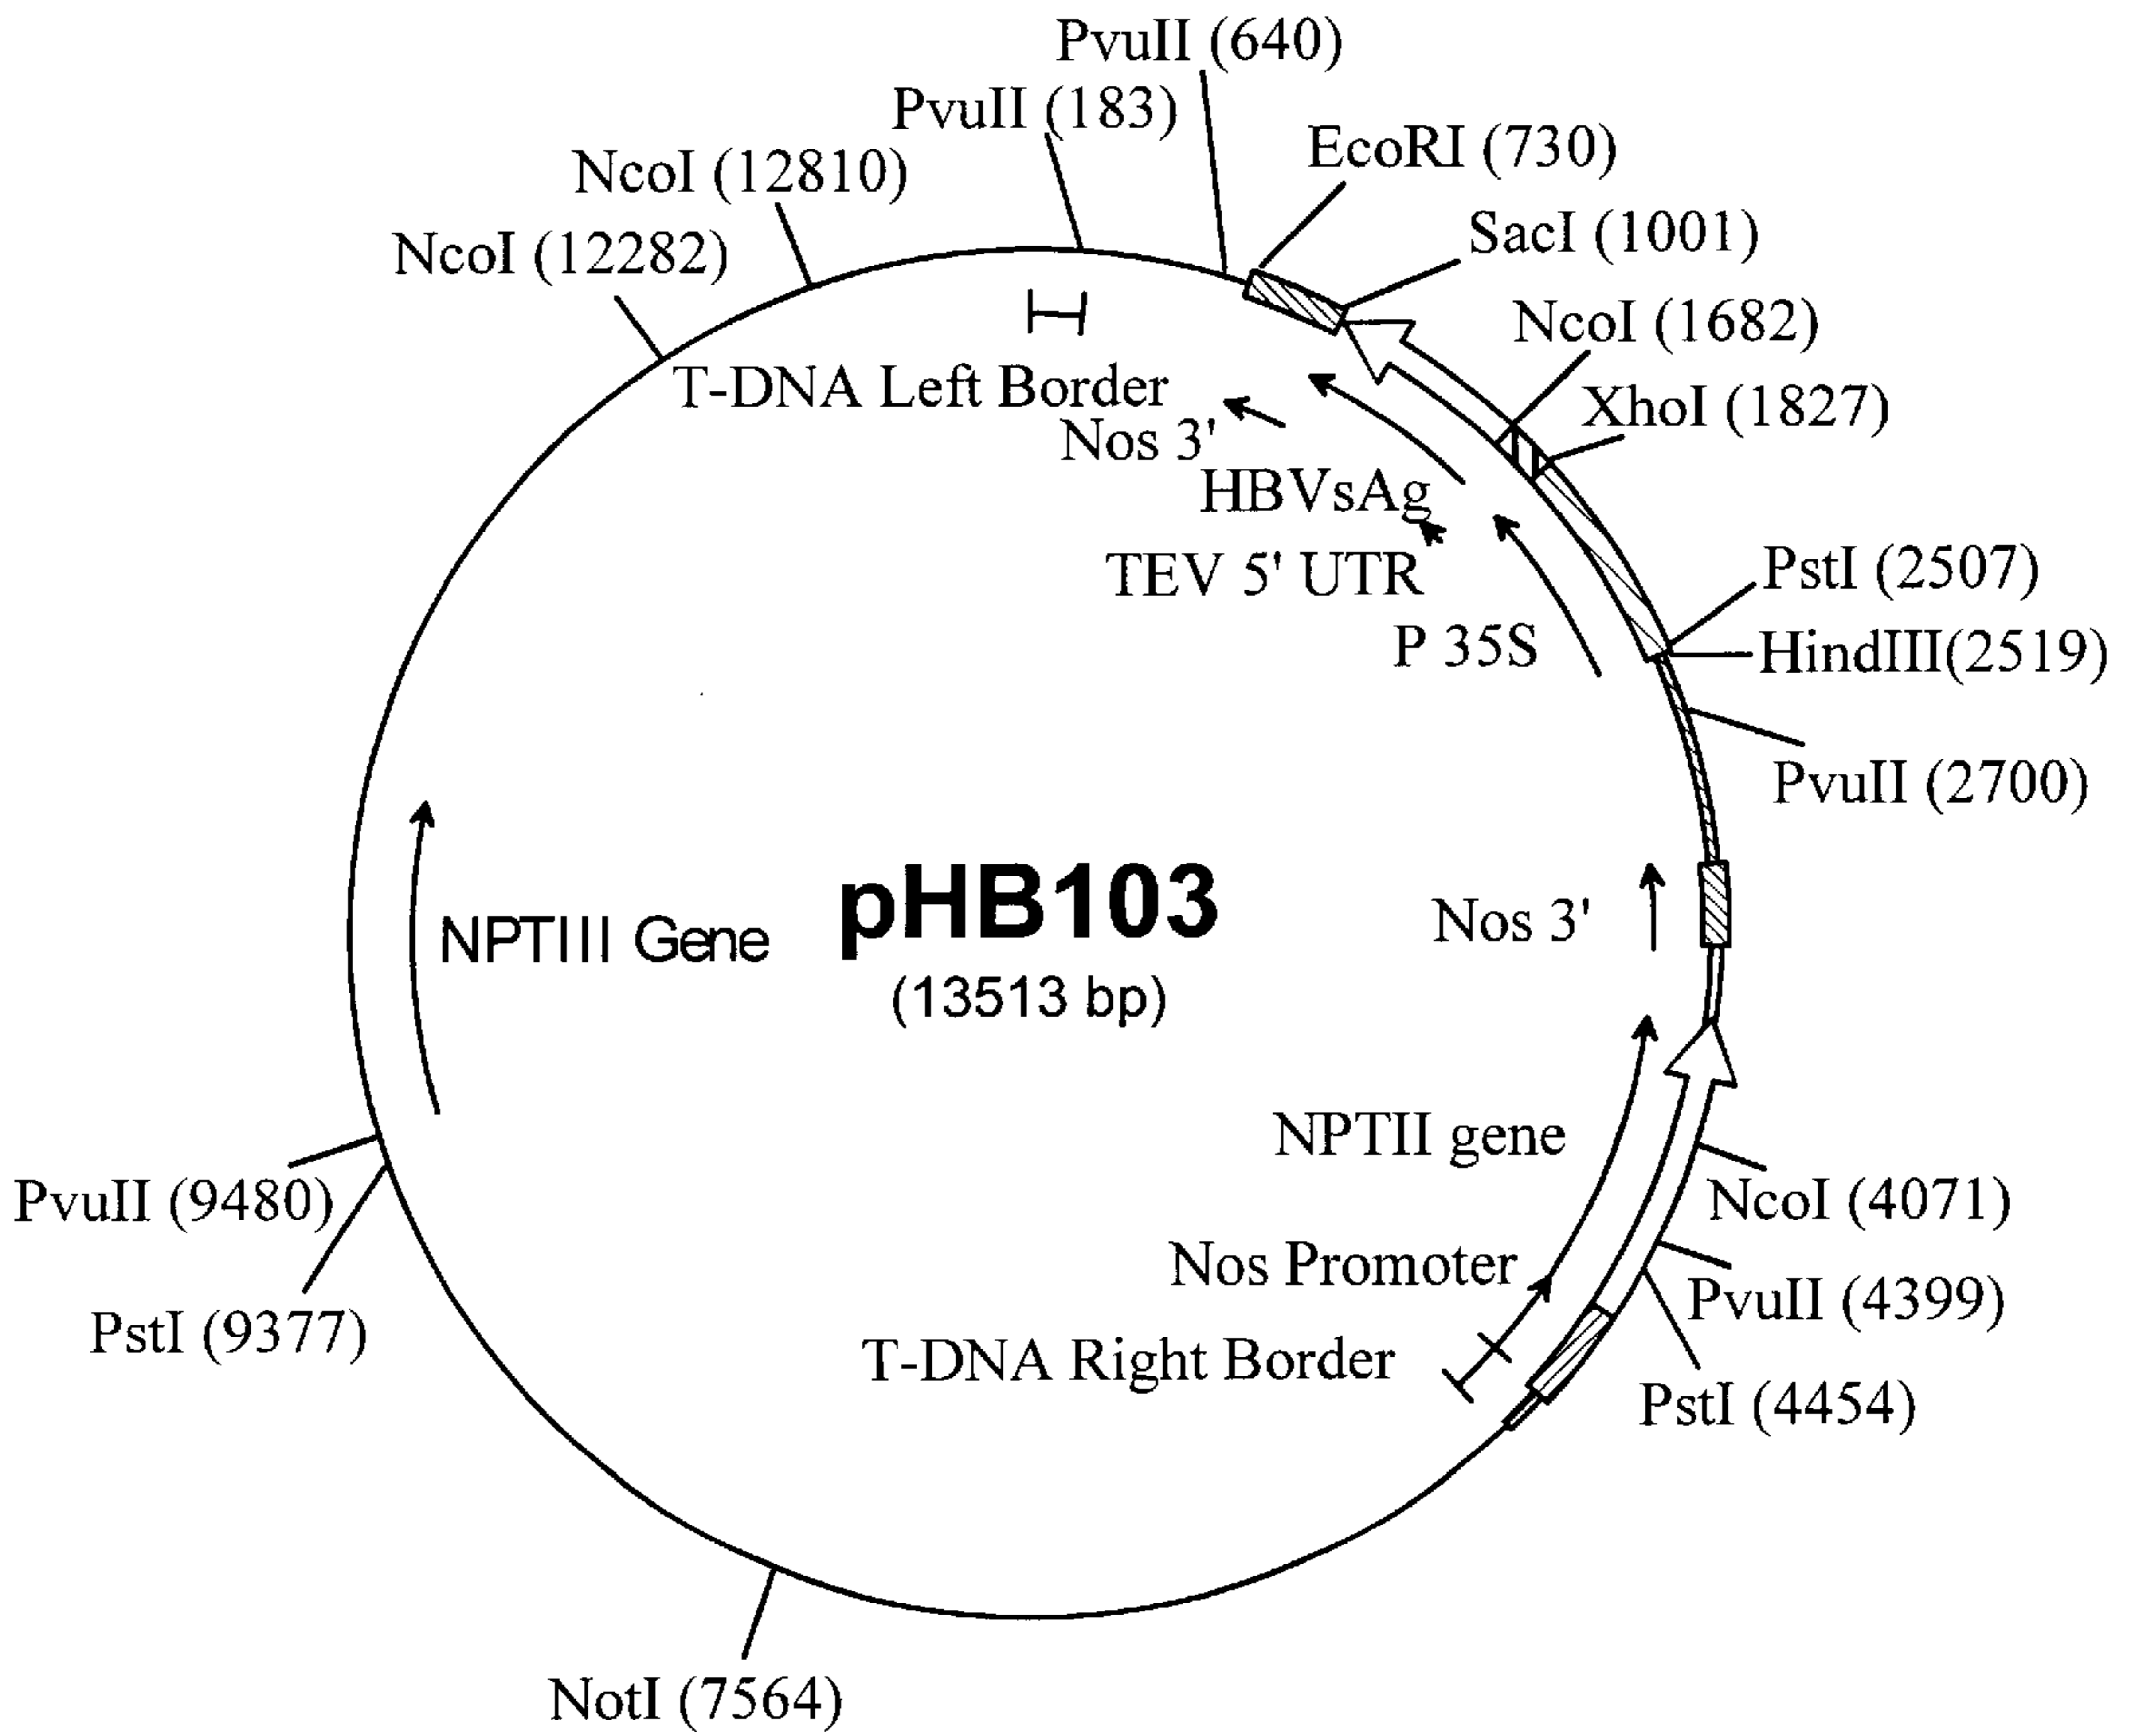 PvuII (640)
PvuII (183)
EcoRI (730)
NcoI (12810)
SacI (1001)
NcoI (12282)
NcoI (1682)
T-DNA Left Border
XhoI (1827)
Nos 3'
HBVsAg
TEV 5' UTR
PstI (2507)
P 35S
HindIII(2519)
PvuII (2700)
pHB103
NPTIII Gene
Nos 3'
(13513 bp)
NPTII gene
PvuII (9480)
NcoI (4071)
Nos Promoter
PvuII (4399)
PstI (9377)
T-DNA Right Border
PstI (4454)
NotI (7564)